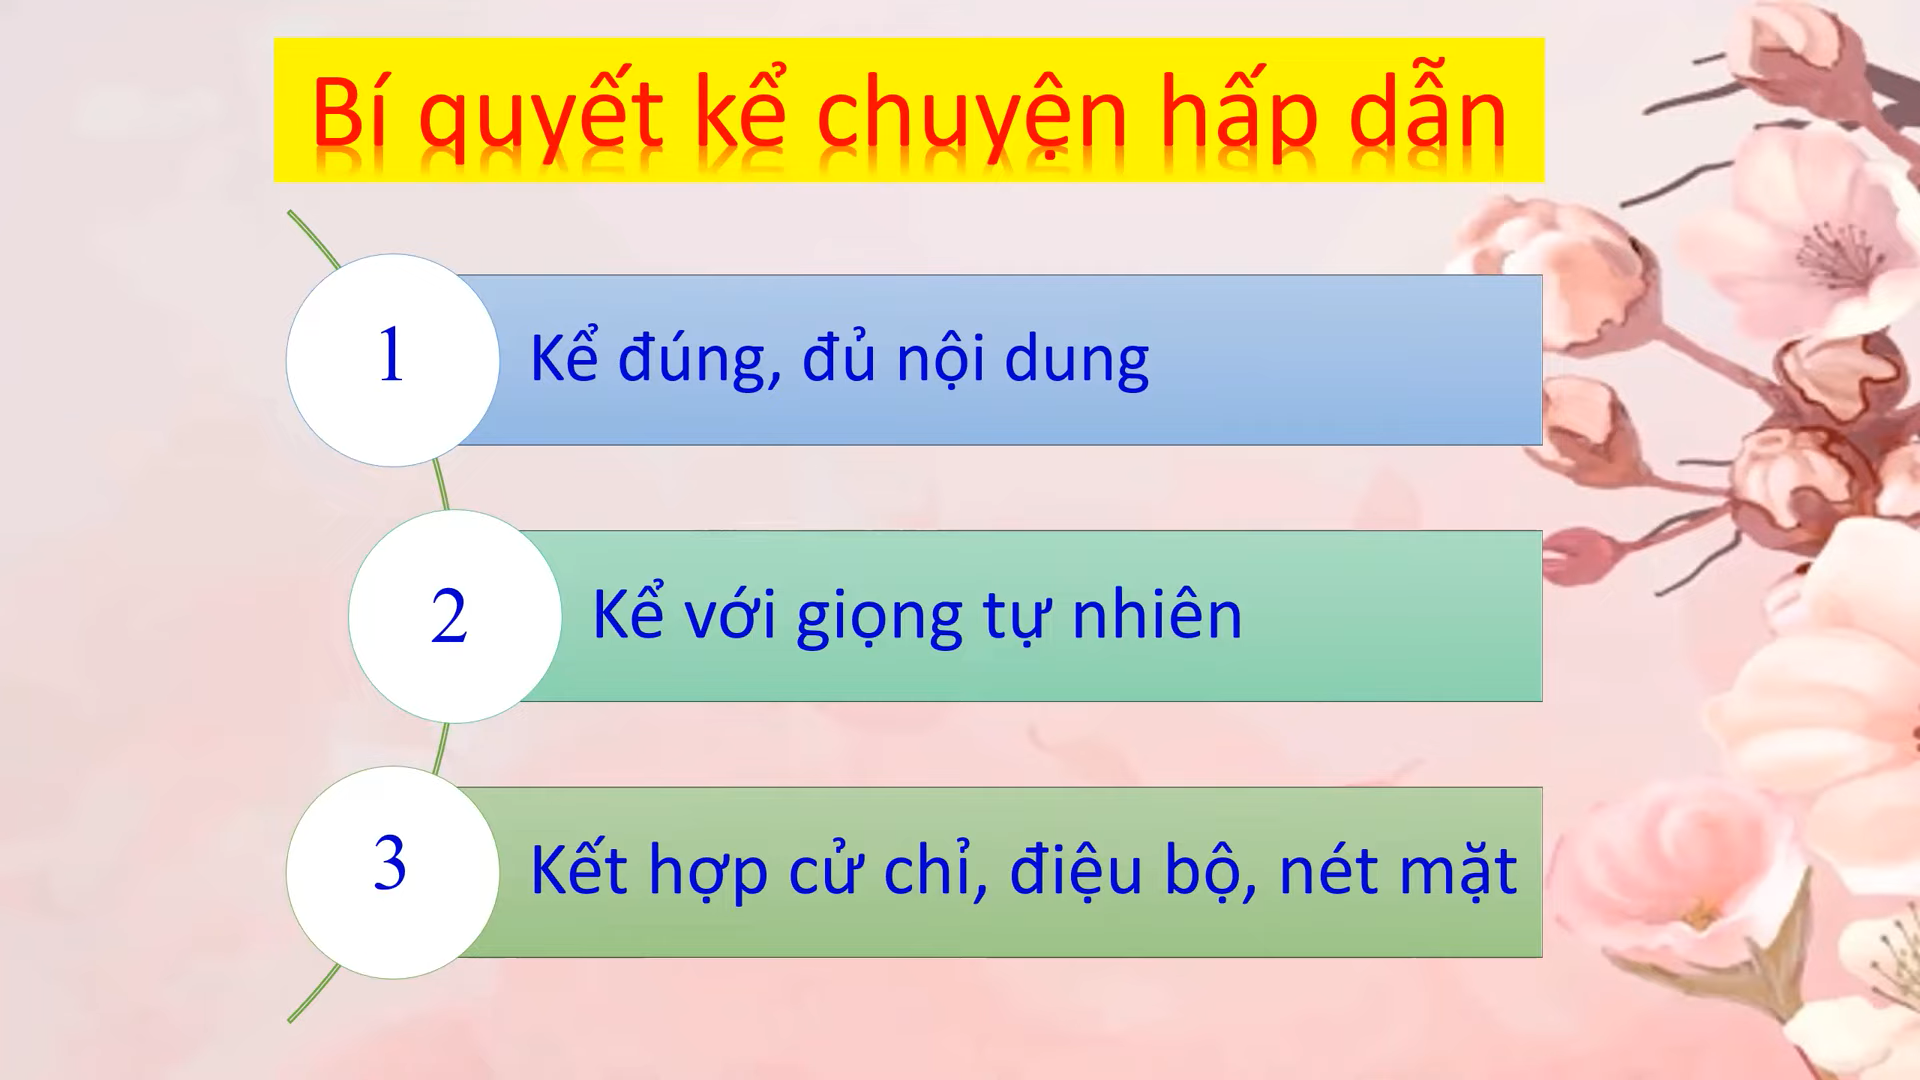 Bí quyết kể chuyện hấp dẫn
1
Kể đúng, đủ nội dung
2
Kể với giọng tự nhiên
3
Kết hợp cử chỉ, điệu bộ, nét mặt